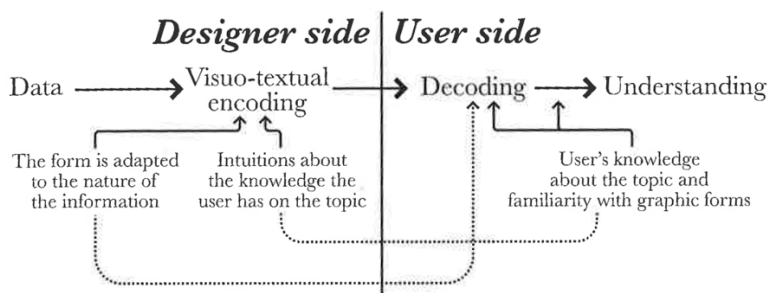 Designer side
User side
Data
Visuo-textual
encoding
Decoding
Understanding
The form is adapted
to the nature of
the information
Intuitions about
the knowledge the
user has on the topic
User's knowledge
about the topic and
familiarity with graphic forms